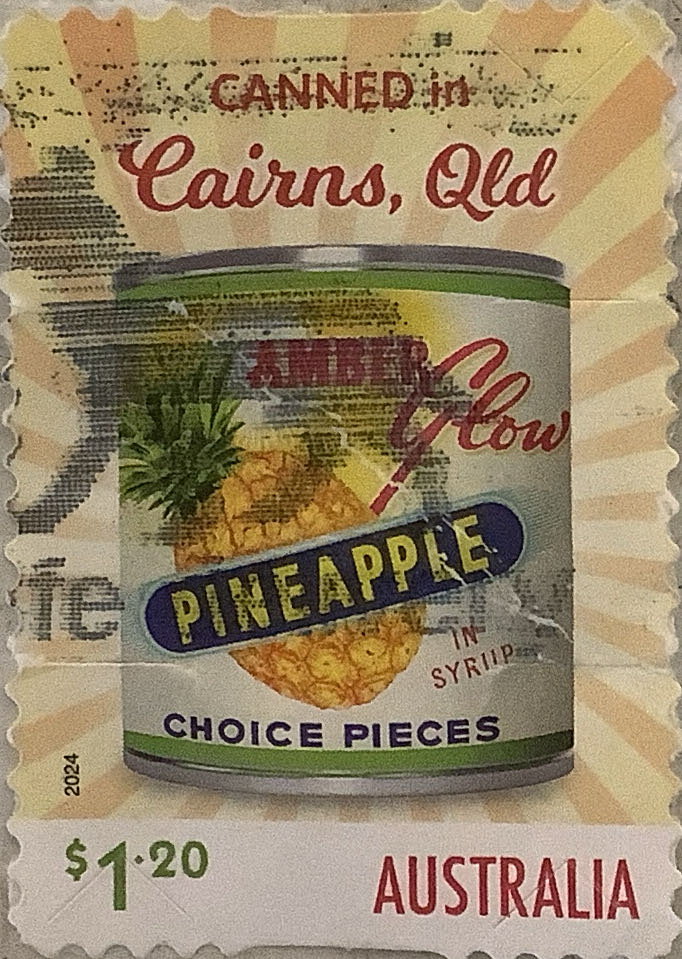 CANNED in
Cairns, Qld
AMBER
Glow
PINEAPPLE
IN
SYRUP
CHOICE PIECES
2024
$1.20
AUSTRALIA